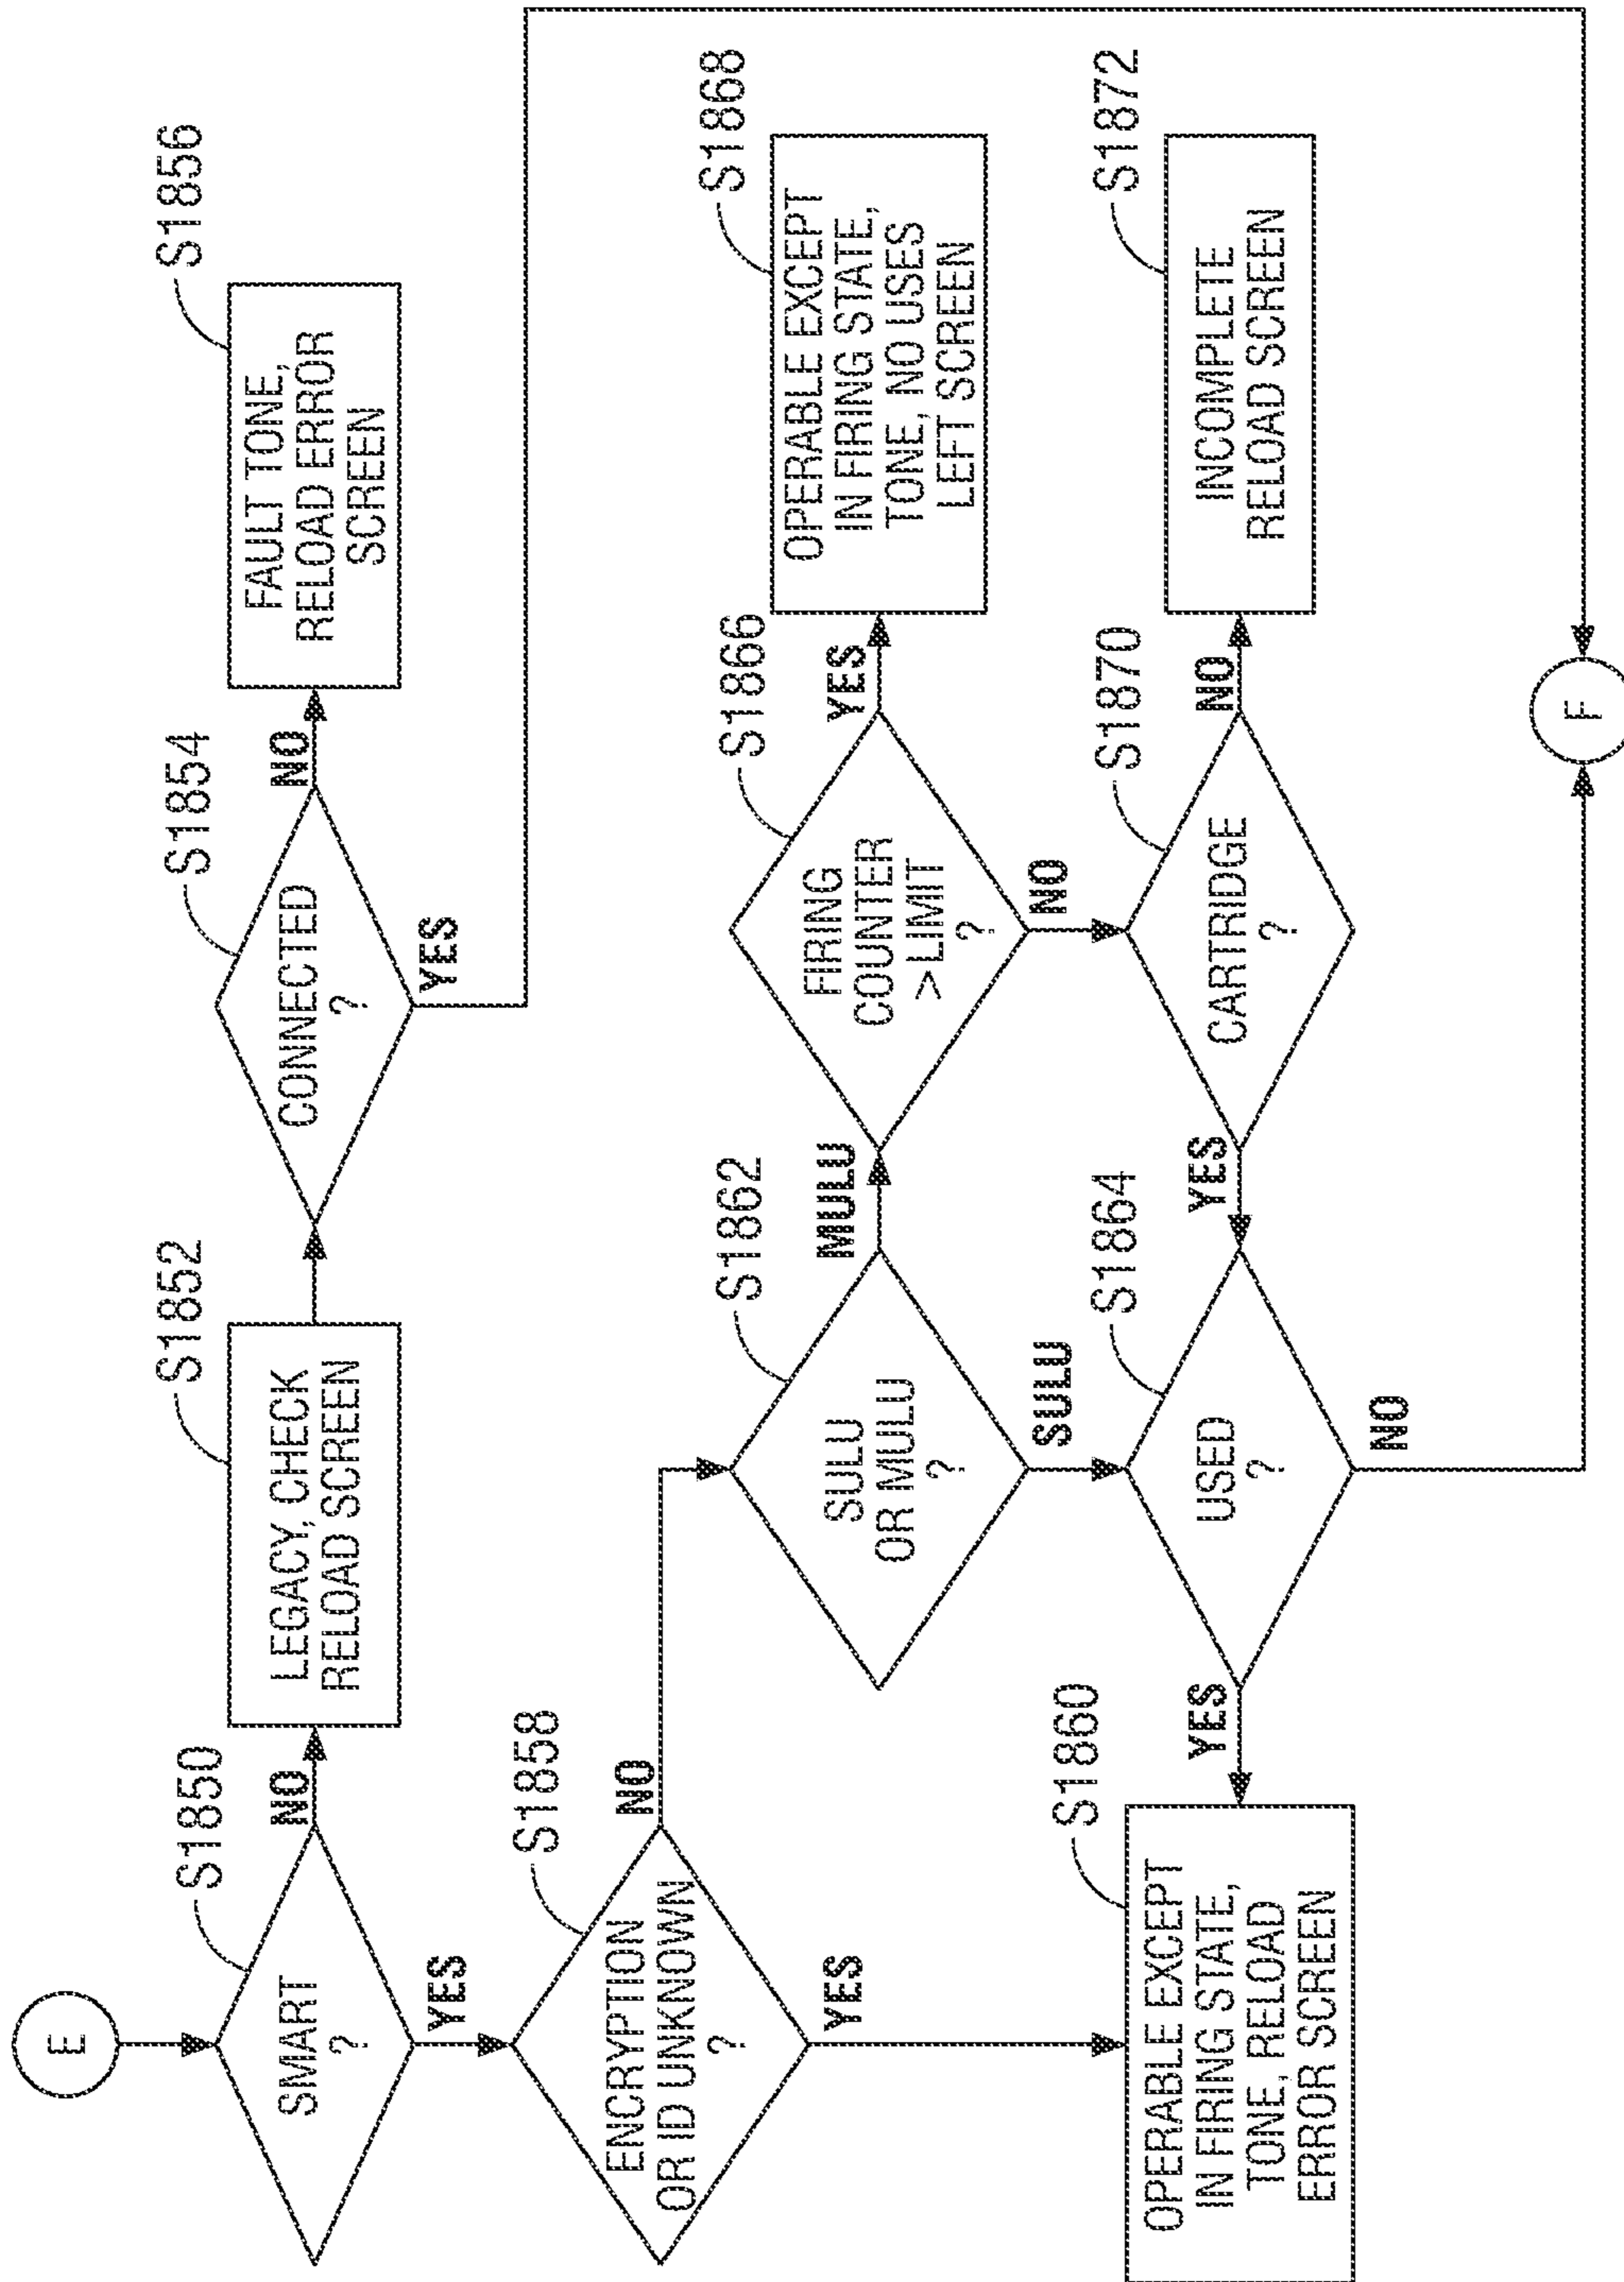 E
S1850
SMART
?
NO
YES
S1852
LEGACY, CHECK
RELOAD SCREEN
S1854
CONNECTED
?
NO
YES
S1856
FAULT TONE,
RELOAD ERROR
SCREEN
S1858
ENCRYPTION
OR ID UNKNOWN
?
NO
YES
S1862
SULU
OR MULU
?
MULU
SULU
S1866
FIRING
COUNTER
>LIMIT
?
YES
NO
S1868
OPERABLE EXCEPT
IN FIRING STATE,
TONE, NO USES
LEFT SCREEN
S1860
OPERABLE EXCEPT
IN FIRING STATE,
TONE, RELOAD
ERROR SCREEN
YES
S1864
USED
?
NO
YES
S1870
CARTRIDGE
?
NO
S1872
INCOMPLETE
RELOAD SCREEN
F